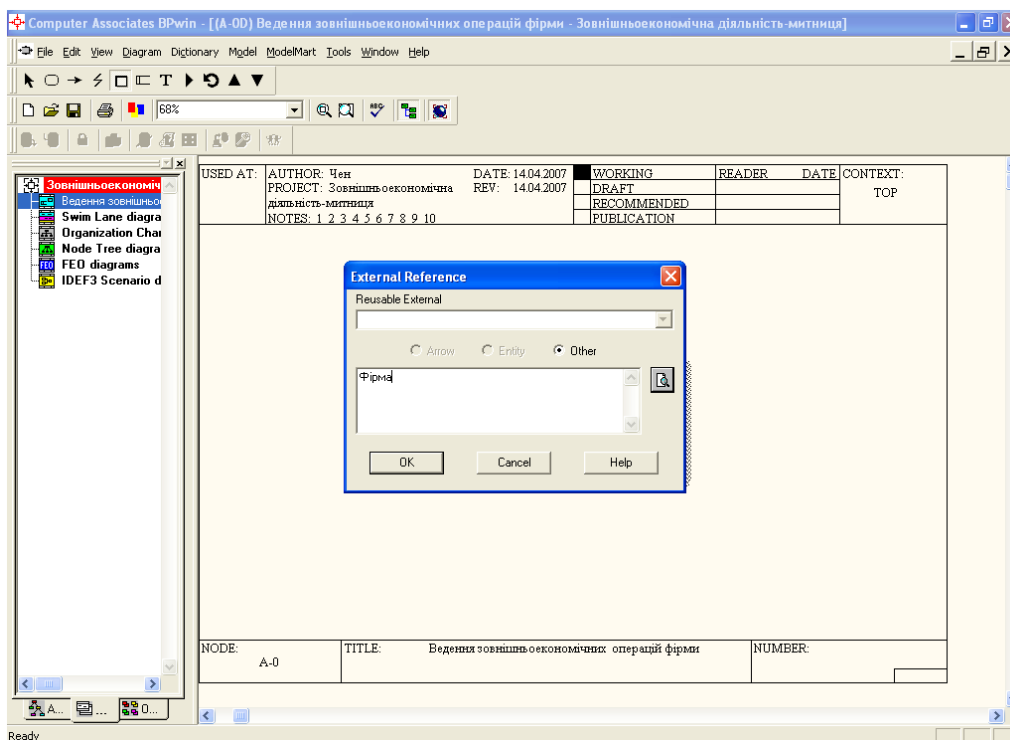 Computer Associates BPwin - [(A-0D) Ведення зовнішньоекономічних операцій фірми - Зовнішньоекономічна діяльність-митниця]
File Edit View Diagram Dictionary Model ModelMart Tools Window Help
T
68%
ABC
Зовнішньоекономіч
Ведення зовнішньо
Swim Lane diagra
Organization Char
Node Tree diagra
FEO diagrams
IDEF3 Scenario d
USED AT: AUTHOR: Чен DATE: 14.04.2007 WORKING READER DATE CONTEXT:
PROJECT: Зовнішньоекономічна REV: 14.04.2007 DRAFT TOP
діяльність-митниця RECOMMENDED
NOTES: 1 2 3 4 5 6 7 8 9 10 PUBLICATION
External Reference
Reusable External
Arrow Entity Other
Фірма
OK Cancel Help
NODE: TITLE: Ведення зовнішньоекономічних операцій фірми NUMBER:
A-0
A... ... O...
Ready